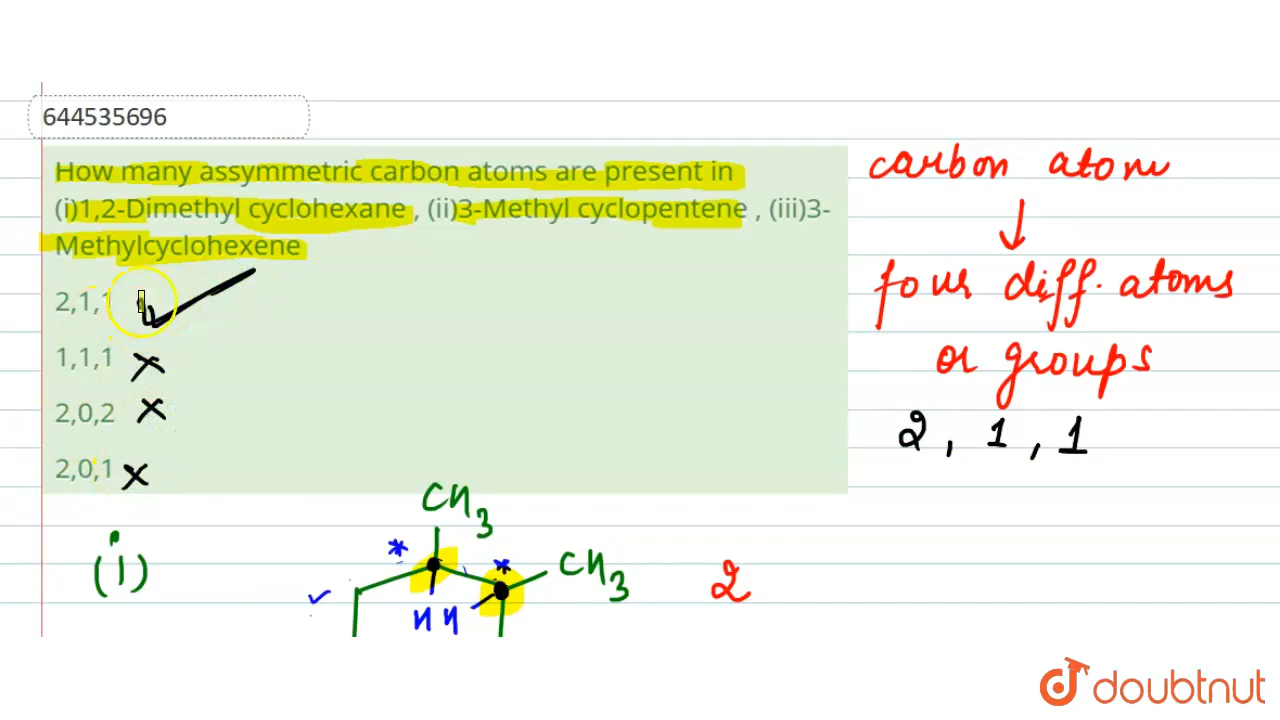 644535696
How many assymmetric carbon atoms are present in
(i)1,2-Dimethyl cyclohexane , (ii)3-Methyl cyclopentene , (iii)3-
Methylcyclohexene
2,1,1
1,1,1
2,0,2
2,0,1
carbon atom
four diff. atoms
or groups
2, 1, 1
(i)
CH3
*
*
CH3
H H
2
doubtnut